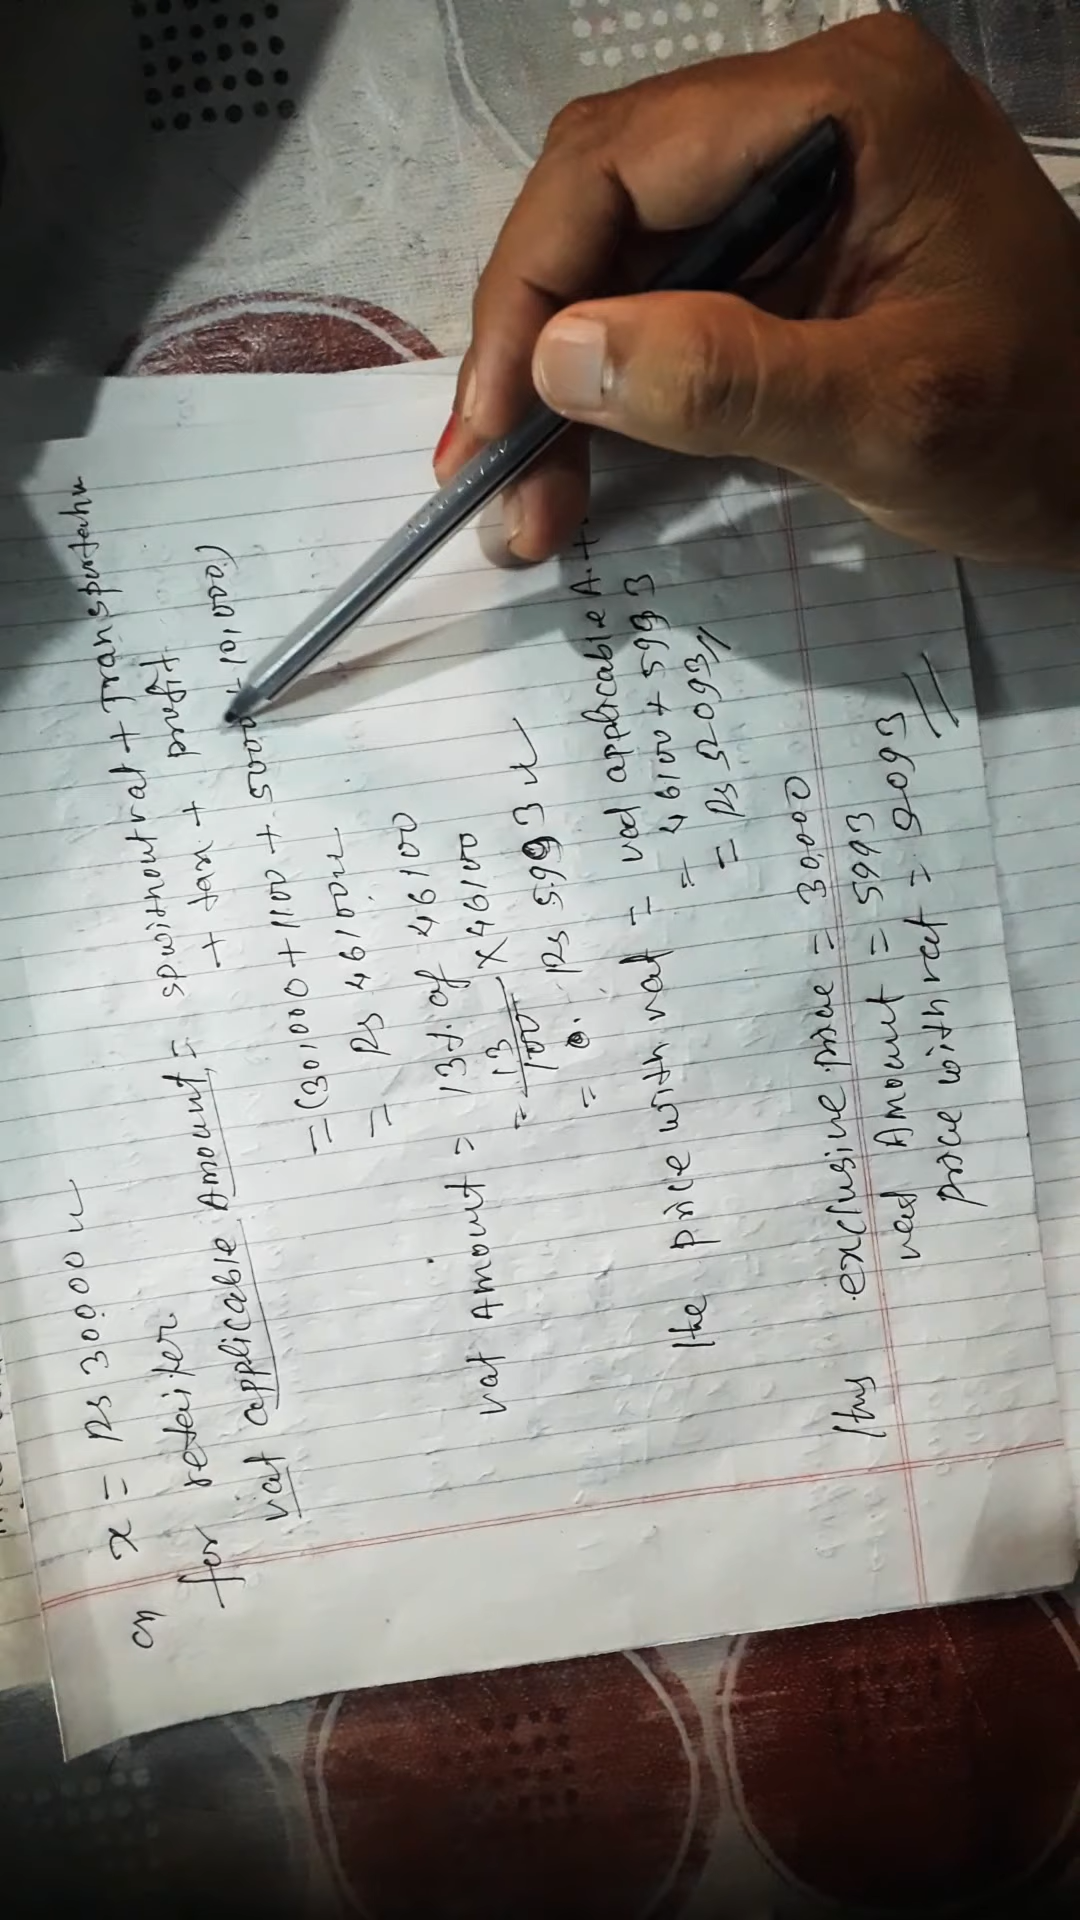 or x = Rs 30,000
for retailer
vat applicable Amount = sp without vat + Transportation
+ tax + profit
= (30,000 + 1100 + 5000 + 10,000)
= Rs 46100
vat Amount = 13% of 46100
= 13/100 × 46100
= Rs 5993
the price with vat = vat applicable A.
= 46100 + 5993
= Rs 52093
thus exclusive price = 30,000
vat Amount = 5993
price with vat = 52093